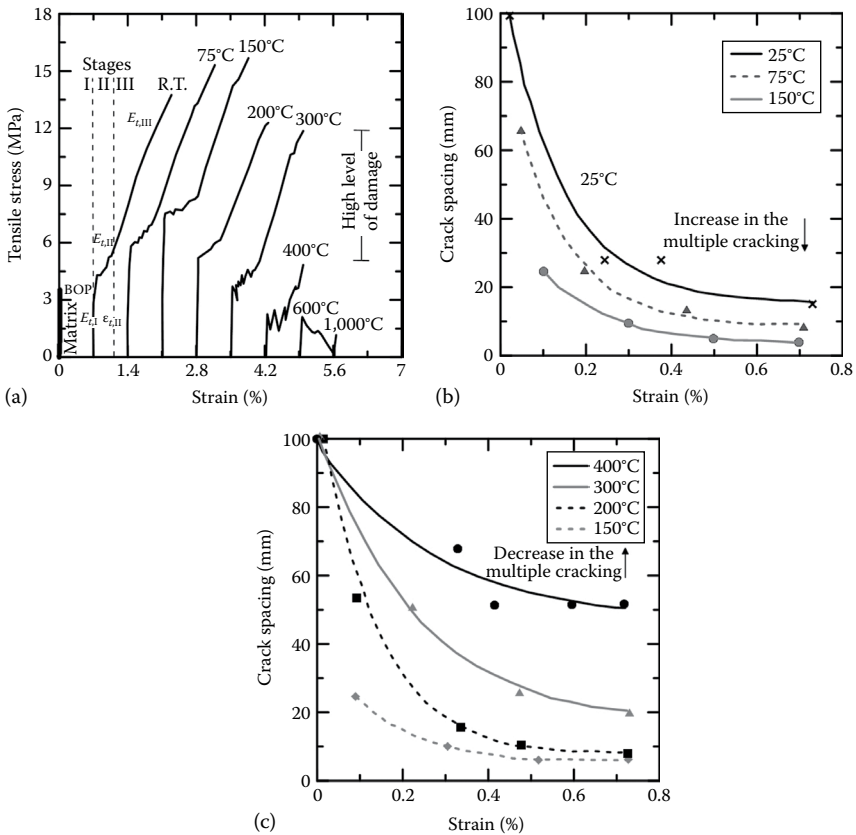 18
15
12
9
6
3
0
Tensile stress (MPa)
Stages
I II III
R.T.
75°C
150°C
200°C
300°C
400°C
600°C
1,000°C
E_{t,III}
E_{t,II}
BOP
E_{t,I} ε_{t,II}
Matrix
High level
of damage
0 1.4 2.8 4.2 5.6 7
Strain (%)
(a)
100
80
60
40
20
0
Crack spacing (mm)
25°C
75°C
150°C
25°C
Increase in the
multiple cracking
0 0.2 0.4 0.6 0.8
Strain (%)
(b)
100
80
60
40
20
0
Crack spacing (mm)
400°C
300°C
200°C
150°C
Decrease in the
multiple cracking
0 0.2 0.4 0.6 0.8
Strain (%)
(c)